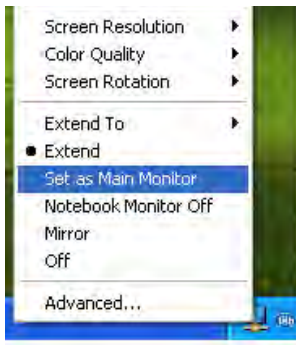 Screen Resolution
Color Quality
Screen Rotation
Extend To
Extend
Set as Main Monitor
Notebook Monitor Off
Mirror
Off
Advanced...